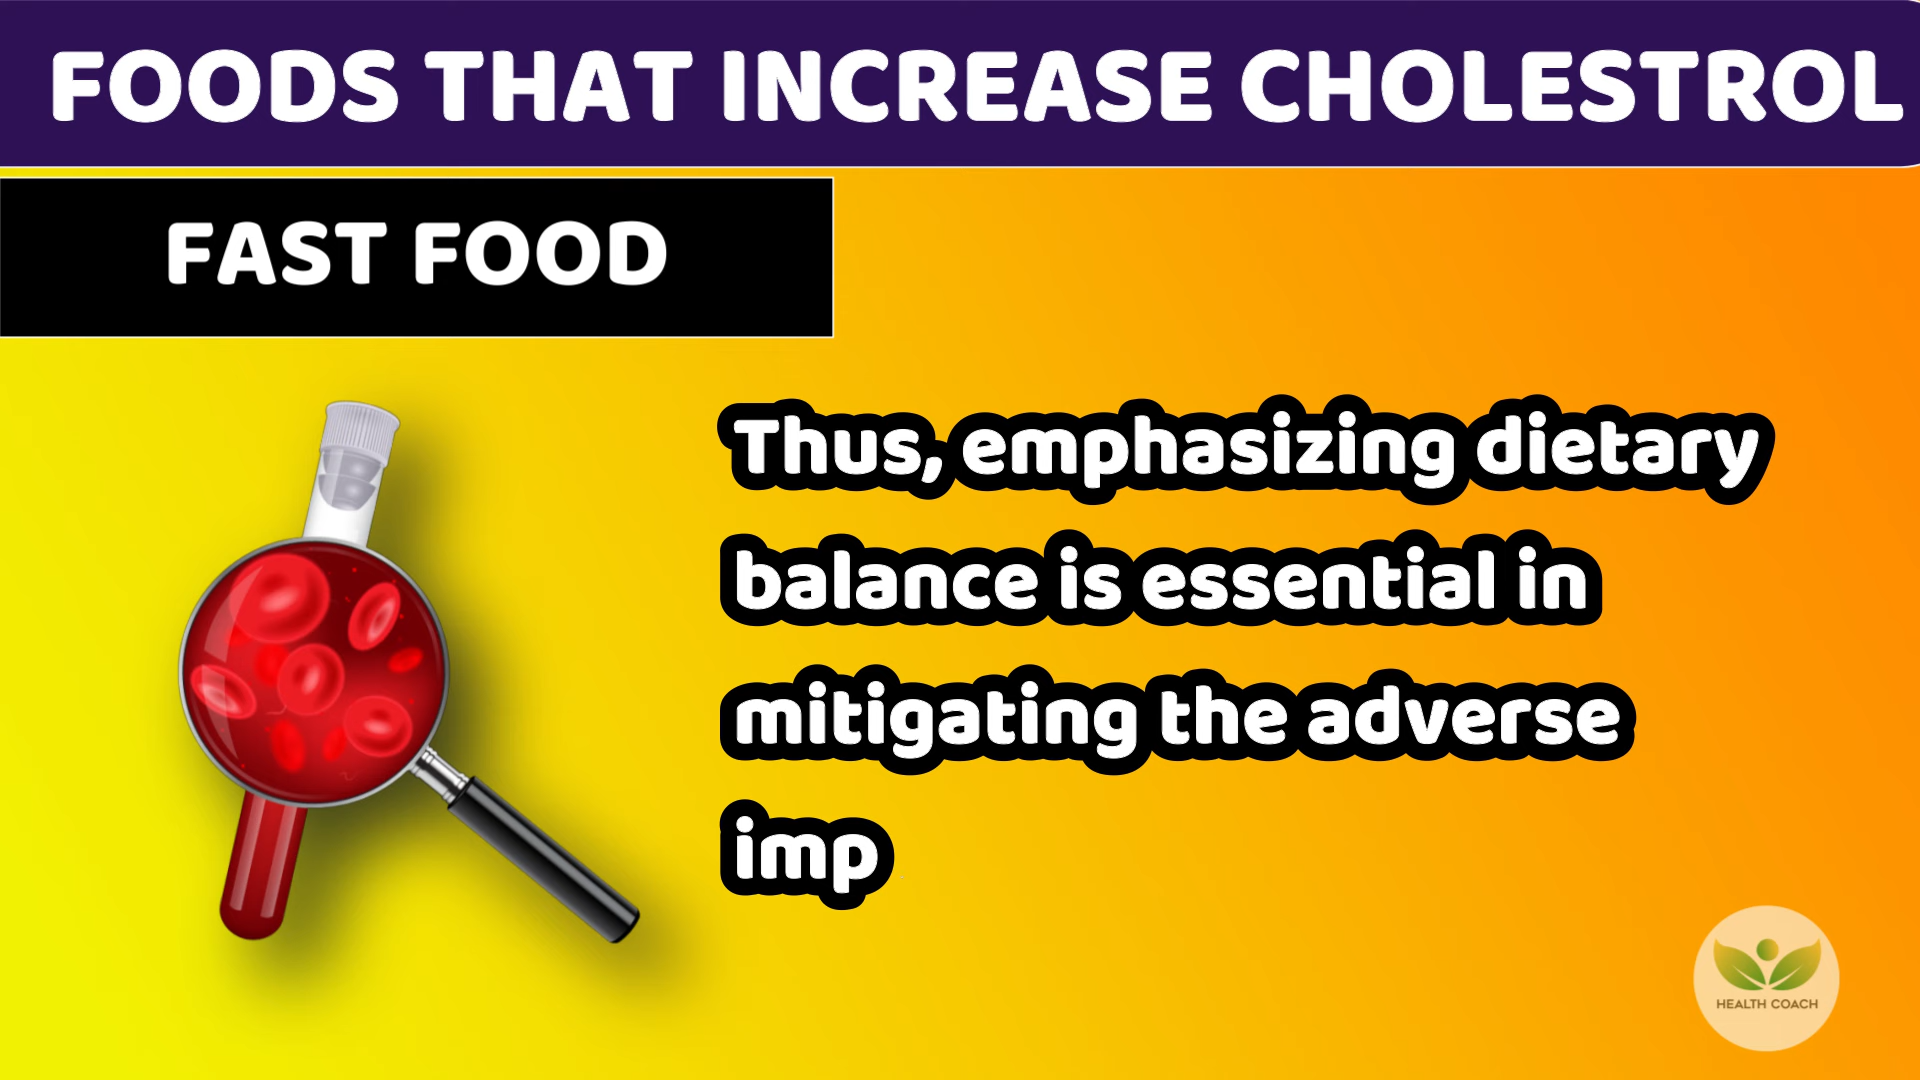 FOODS THAT INCREASE CHOLESTROL
FAST FOOD
Thus, emphasizing dietary
balance is essential in
mitigating the adverse
imp
HEALTH COACH